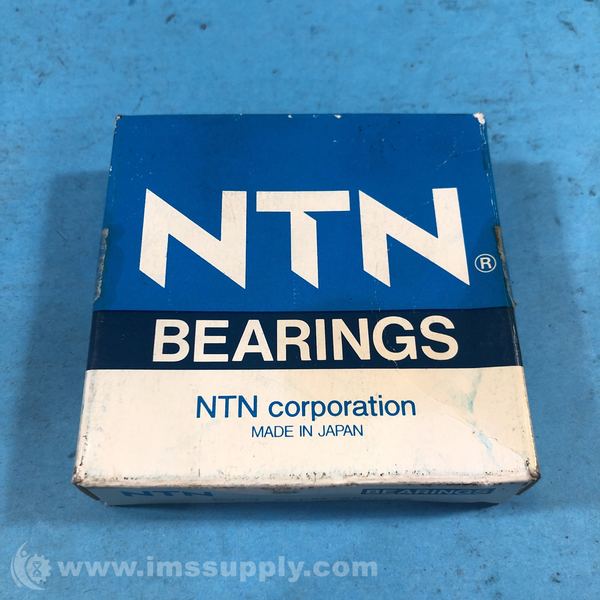 NTN®
BEARINGS
NTN corporation
MADE IN JAPAN
NTN BEARINGS
www.imssupply.com